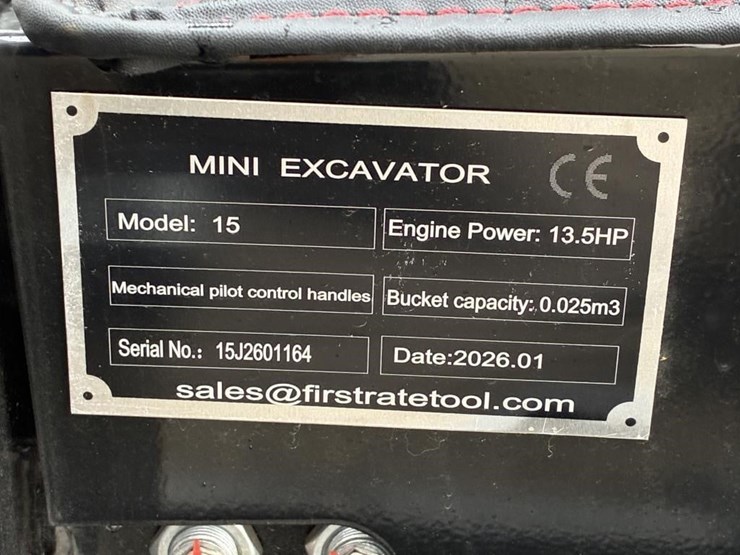 MINI EXCAVATOR CE
Model: 15
Engine Power: 13.5HP
Mechanical pilot control handles
Bucket capacity: 0.025m3
Serial No.: 15J2601164
Date:2026.01
sales@firstratetool.com